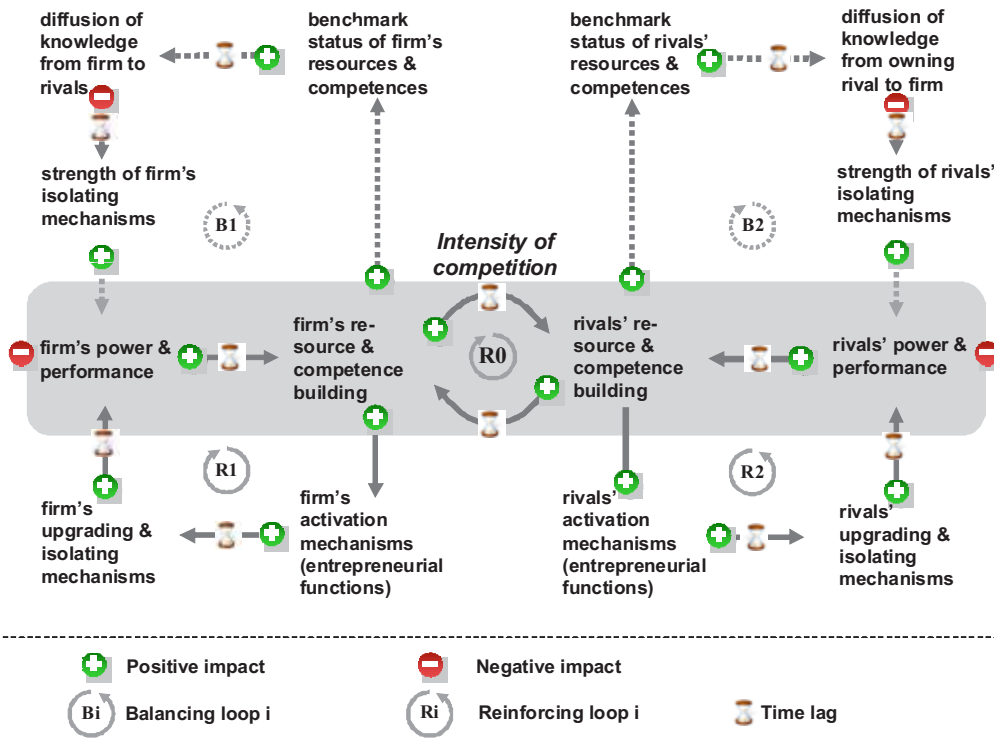 diffusion of
knowledge
from firm to
rivals
benchmark
status of firm's
resources &
competences
benchmark
status of rivals'
resources &
competences
diffusion of
knowledge
from owning
rival to firm
strength of firm's
isolating
mechanisms
strength of rivals'
isolating
mechanisms
B1
B2
Intensity of
competition
firm's power &
performance
firm's re-
source &
competence
building
R0
rivals' re-
source &
competence
building
rivals' power &
performance
R1
R2
firm's
upgrading &
isolating
mechanisms
firm's
activation
mechanisms
(entrepreneurial
functions)
rivals'
activation
mechanisms
(entrepreneurial
functions)
rivals'
upgrading &
isolating
mechanisms
Positive impact
Negative impact
Bi
Balancing loop i
Ri
Reinforcing loop i
Time lag